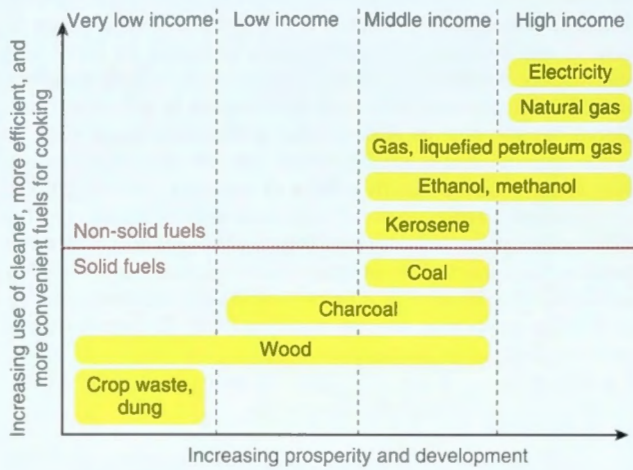 Very low income Low income Middle income High income
Increasing use of cleaner, more efficient, and
more convenient fuels for cooking
Electricity
Natural gas
Gas, liquefied petroleum gas
Ethanol, methanol
Kerosene
Non-solid fuels
Solid fuels
Coal
Charcoal
Wood
Crop waste,
dung
Increasing prosperity and development